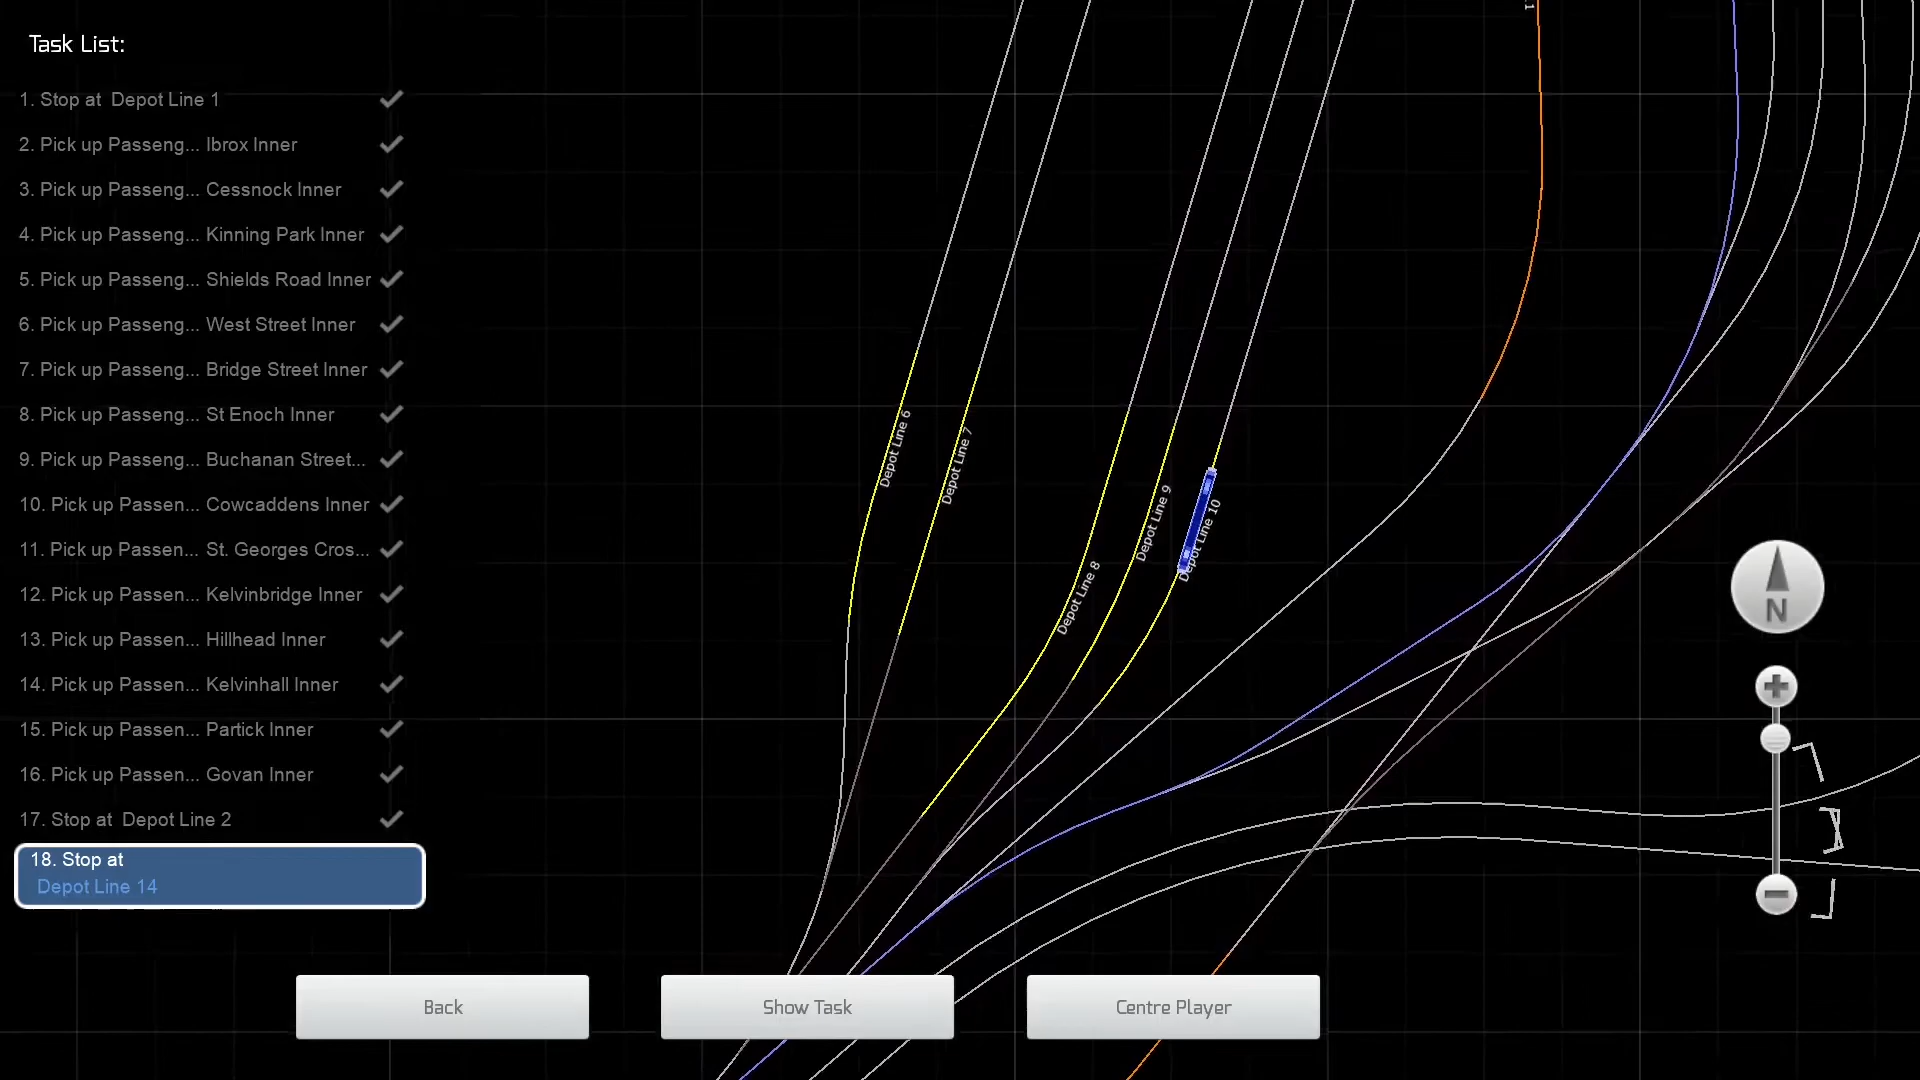 Task List:
1. Stop at  Depot Line 1
2. Pick up Passeng... Ibrox Inner
3. Pick up Passeng... Cessnock Inner
4. Pick up Passeng... Kinning Park Inner
5. Pick up Passeng... Shields Road Inner
6. Pick up Passeng... West Street Inner
7. Pick up Passeng... Bridge Street Inner
8. Pick up Passeng... St Enoch Inner
9. Pick up Passeng... Buchanan Street...
10. Pick up Passen... Cowcaddens Inner
11. Pick up Passen... St. Georges Cros...
12. Pick up Passen... Kelvinbridge Inner
13. Pick up Passen... Hillhead Inner
14. Pick up Passen... Kelvinhall Inner
15. Pick up Passen... Partick Inner
16. Pick up Passen... Govan Inner
17. Stop at  Depot Line 2
18. Stop at
Depot Line 14
Depot Line 6
Depot Line 7
Depot Line 8
Depot Line 9
Depot Line 10
N
Back
Show Task
Centre Player